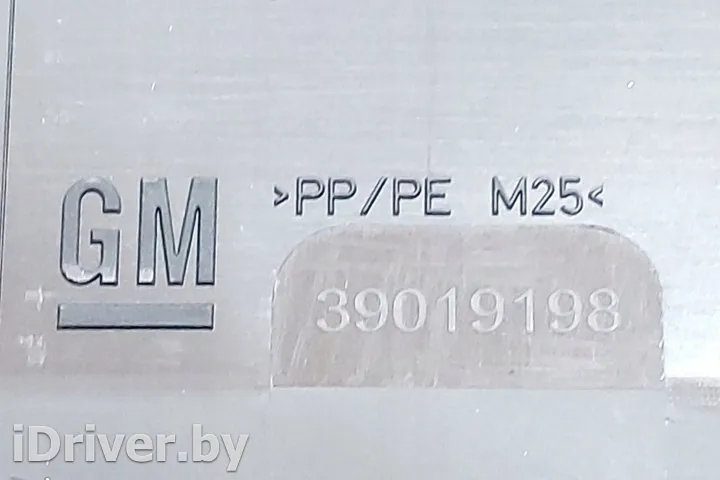 >PP/PE M25<
GM
39019198
iDriver.by